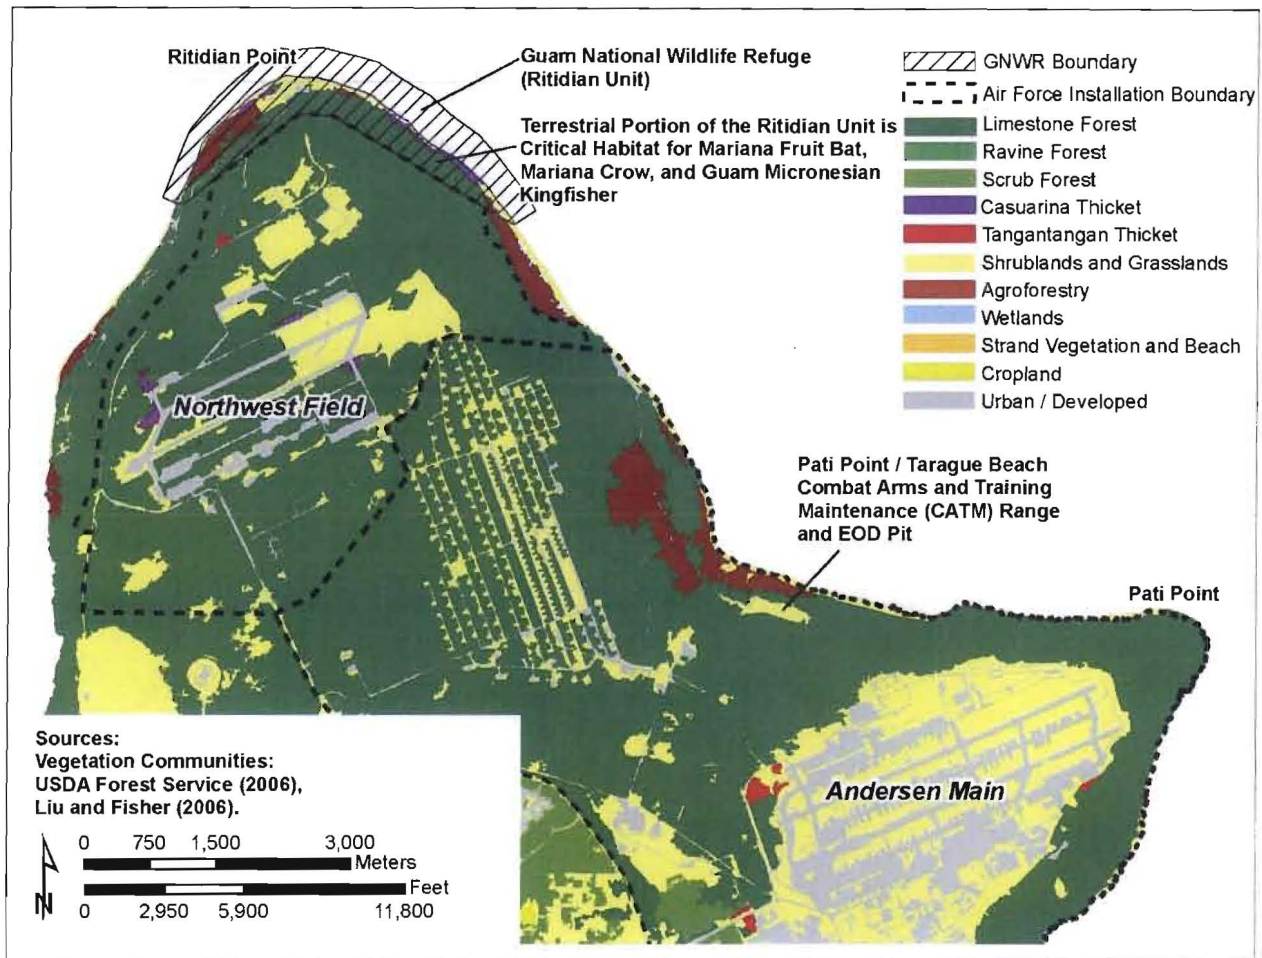 Ritidian Point
Guam National Wildlife Refuge
(Ritidian Unit)
Terrestrial Portion of the Ritidian Unit is
Critical Habitat for Mariana Fruit Bat,
Mariana Crow, and Guam Micronesian
Kingfisher
GNWR Boundary
Air Force Installation Boundary
Limestone Forest
Ravine Forest
Scrub Forest
Casuarina Thicket
Tangantangan Thicket
Shrublands and Grasslands
Agroforestry
Wetlands
Strand Vegetation and Beach
Cropland
Urban / Developed
Northwest Field
Pati Point / Tarague Beach
Combat Arms and Training
Maintenance (CATM) Range
and EOD Pit
Pati Point
Andersen Main
Sources:
Vegetation Communities:
USDA Forest Service (2006),
Liu and Fisher (2006).
0 750 1,500 3,000
Meters
Feet
0 2,950 5,900 11,800
N